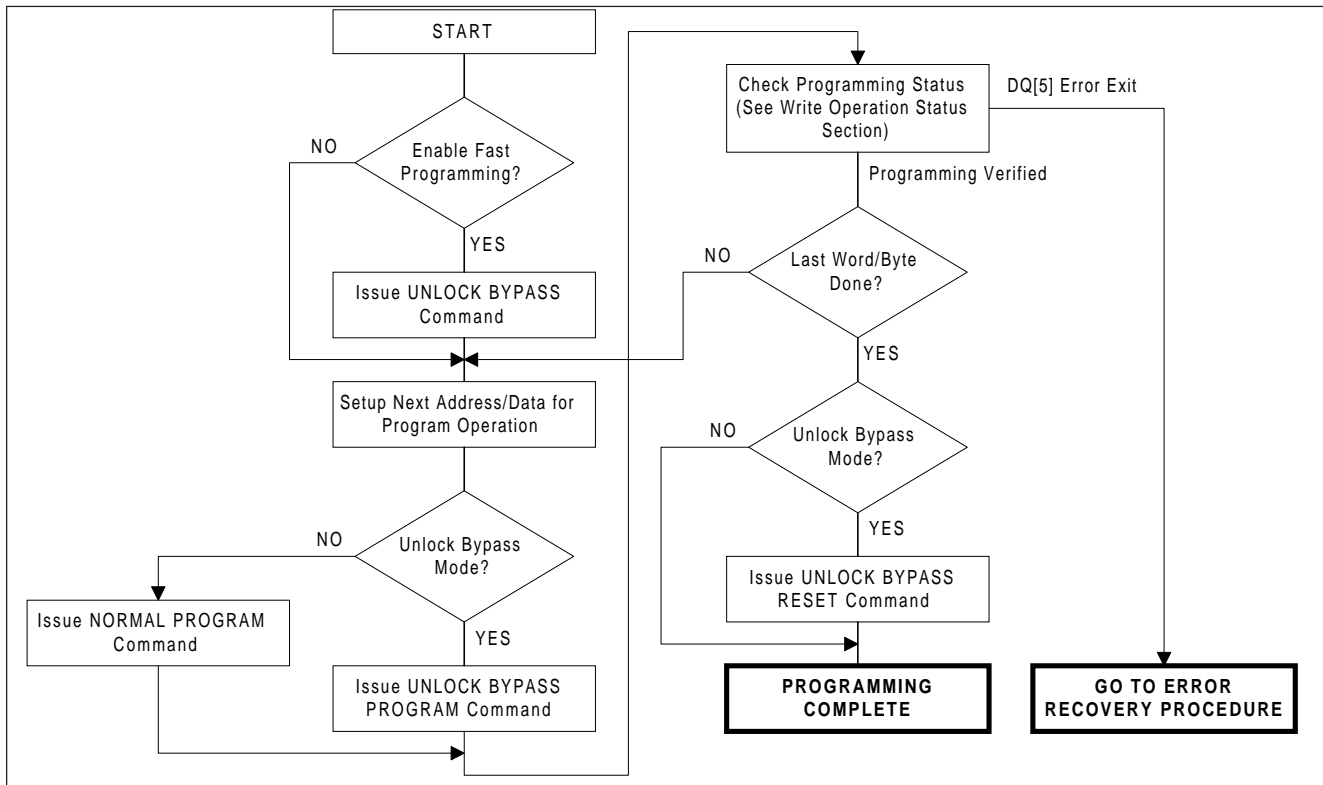 START
Enable Fast
Programming?
NO
YES
Issue UNLOCK BYPASS
Command
Setup Next Address/Data for
Program Operation
NO
Unlock Bypass
Mode?
Issue NORMAL PROGRAM
Command
YES
Issue UNLOCK BYPASS
PROGRAM Command
Check Programming Status
(See Write Operation Status
Section)
DQ[5] Error Exit
Programming Verified
NO
Last Word/Byte
Done?
YES
NO
Unlock Bypass
Mode?
YES
Issue UNLOCK BYPASS
RESET Command
PROGRAMMING
COMPLETE
GO TO ERROR
RECOVERY PROCEDURE